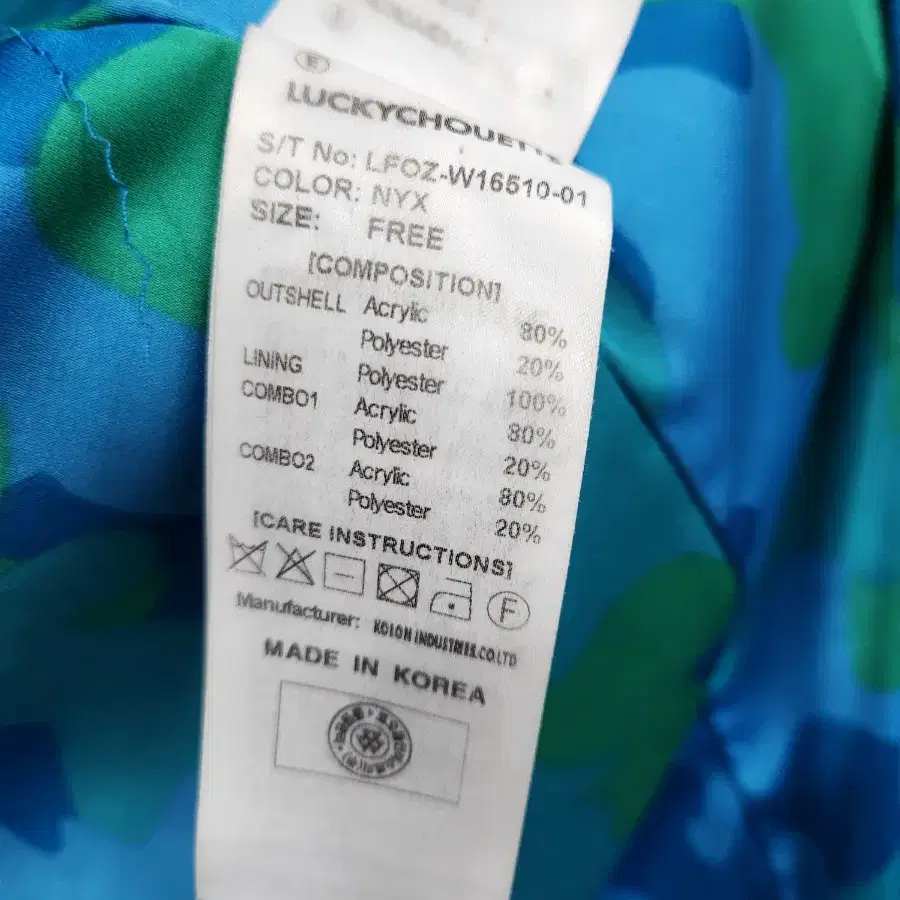 E
LUCKYCHOUETTE
S/T No: LFOZ-W16510-01
COLOR: NYX
SIZE: FREE
[COMPOSITION]
OUTSHELL Acrylic 80%
Polyester 20%
LINING Polyester 100%
COMBO1 Acrylic 80%
Polyester 20%
COMBO2 Acrylic 80%
Polyester 20%
[CARE INSTRUCTIONS]
F
Manufacturer: KOLON INDUSTRIES.CO.LTD
MADE IN KOREA